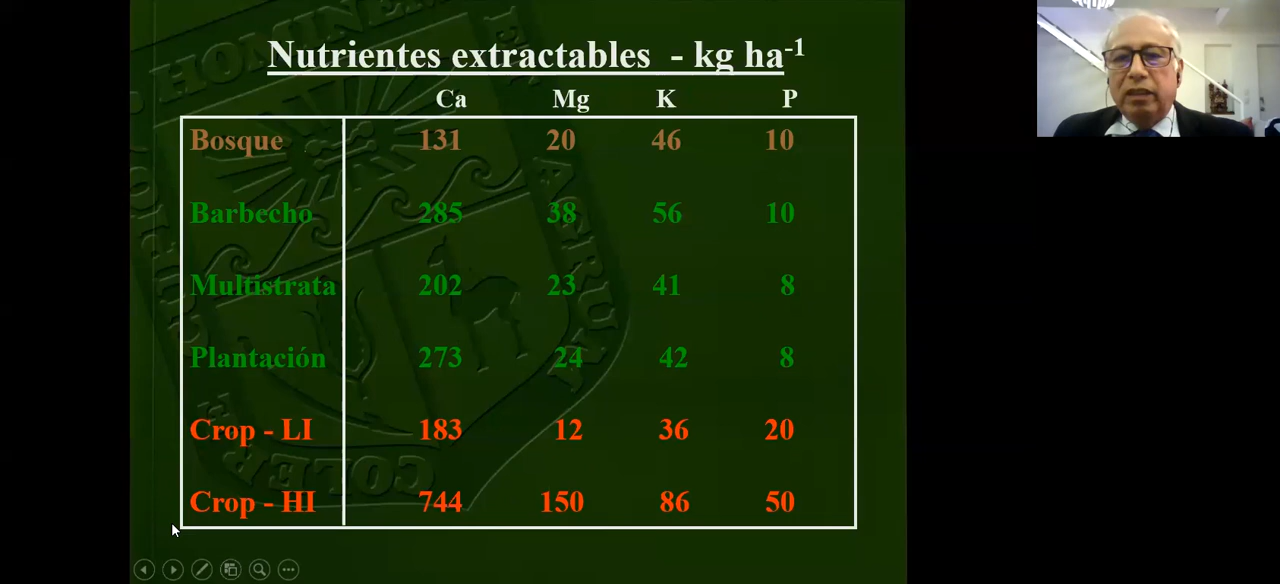 Nutrientes extractables - kg ha-1
Ca Mg K P
Bosque 131 20 46 10
Barbecho 285 38 56 10
Multistrata 202 23 41 8
Plantación 273 24 42 8
Crop - LI 183 12 36 20
Crop - HI 744 150 86 50